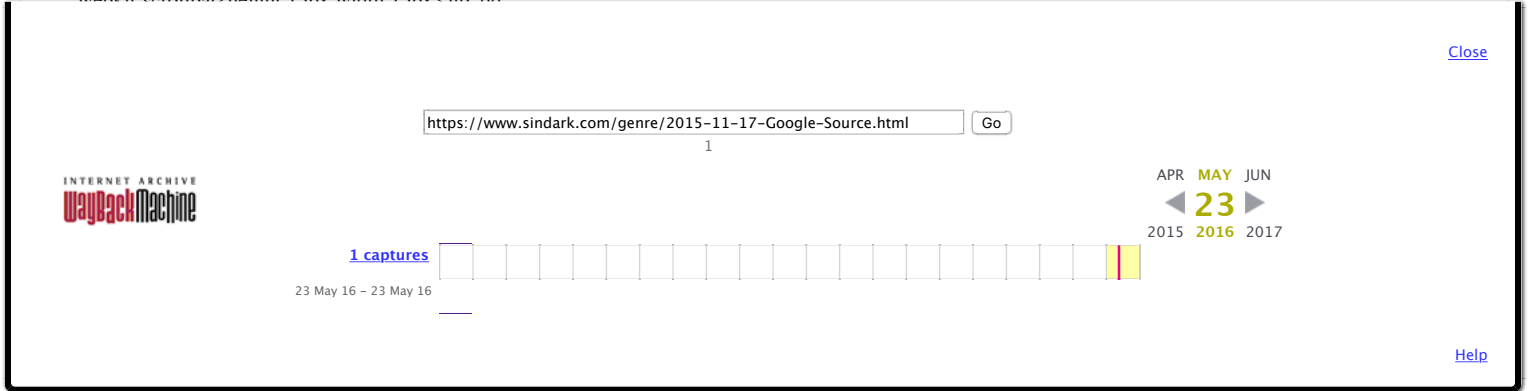 Close
https://www.sindark.com/genre/2015-11-17-Google-Source.html Go
1
INTERNET ARCHIVE
WayBackMachine
APR MAY JUN
23
2015 2016 2017
1 captures
23 May 16 – 23 May 16
Help